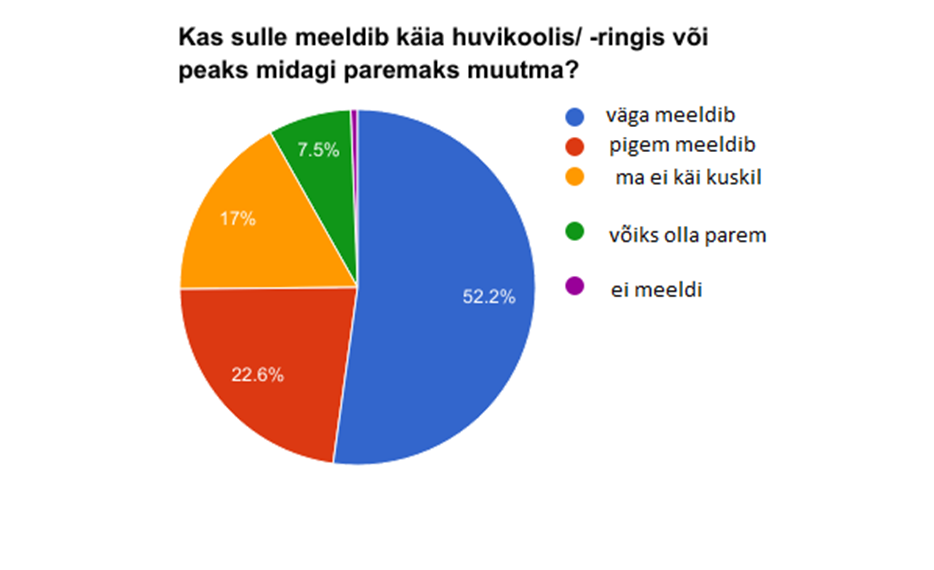 Kas sulle meeldib käia huvikoolis/ -ringis või
peaks midagi paremaks muutma?
väga meeldib
pigem meeldib
ma ei käi kuskil
võiks olla parem
ei meeldi
7.5%
17%
52.2%
22.6%